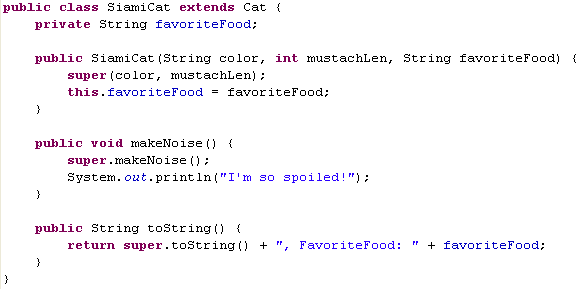 public class SiamiCat extends Cat {
    private String favoriteFood;

    public SiamiCat(String color, int mustachLen, String favoriteFood) {
        super(color, mustachLen);
        this.favoriteFood = favoriteFood;
    }

    public void makeNoise() {
        super.makeNoise();
        System.out.println("I'm so spoiled!");
    }

    public String toString() {
        return super.toString() + ", FavoriteFood: " + favoriteFood;
    }
}